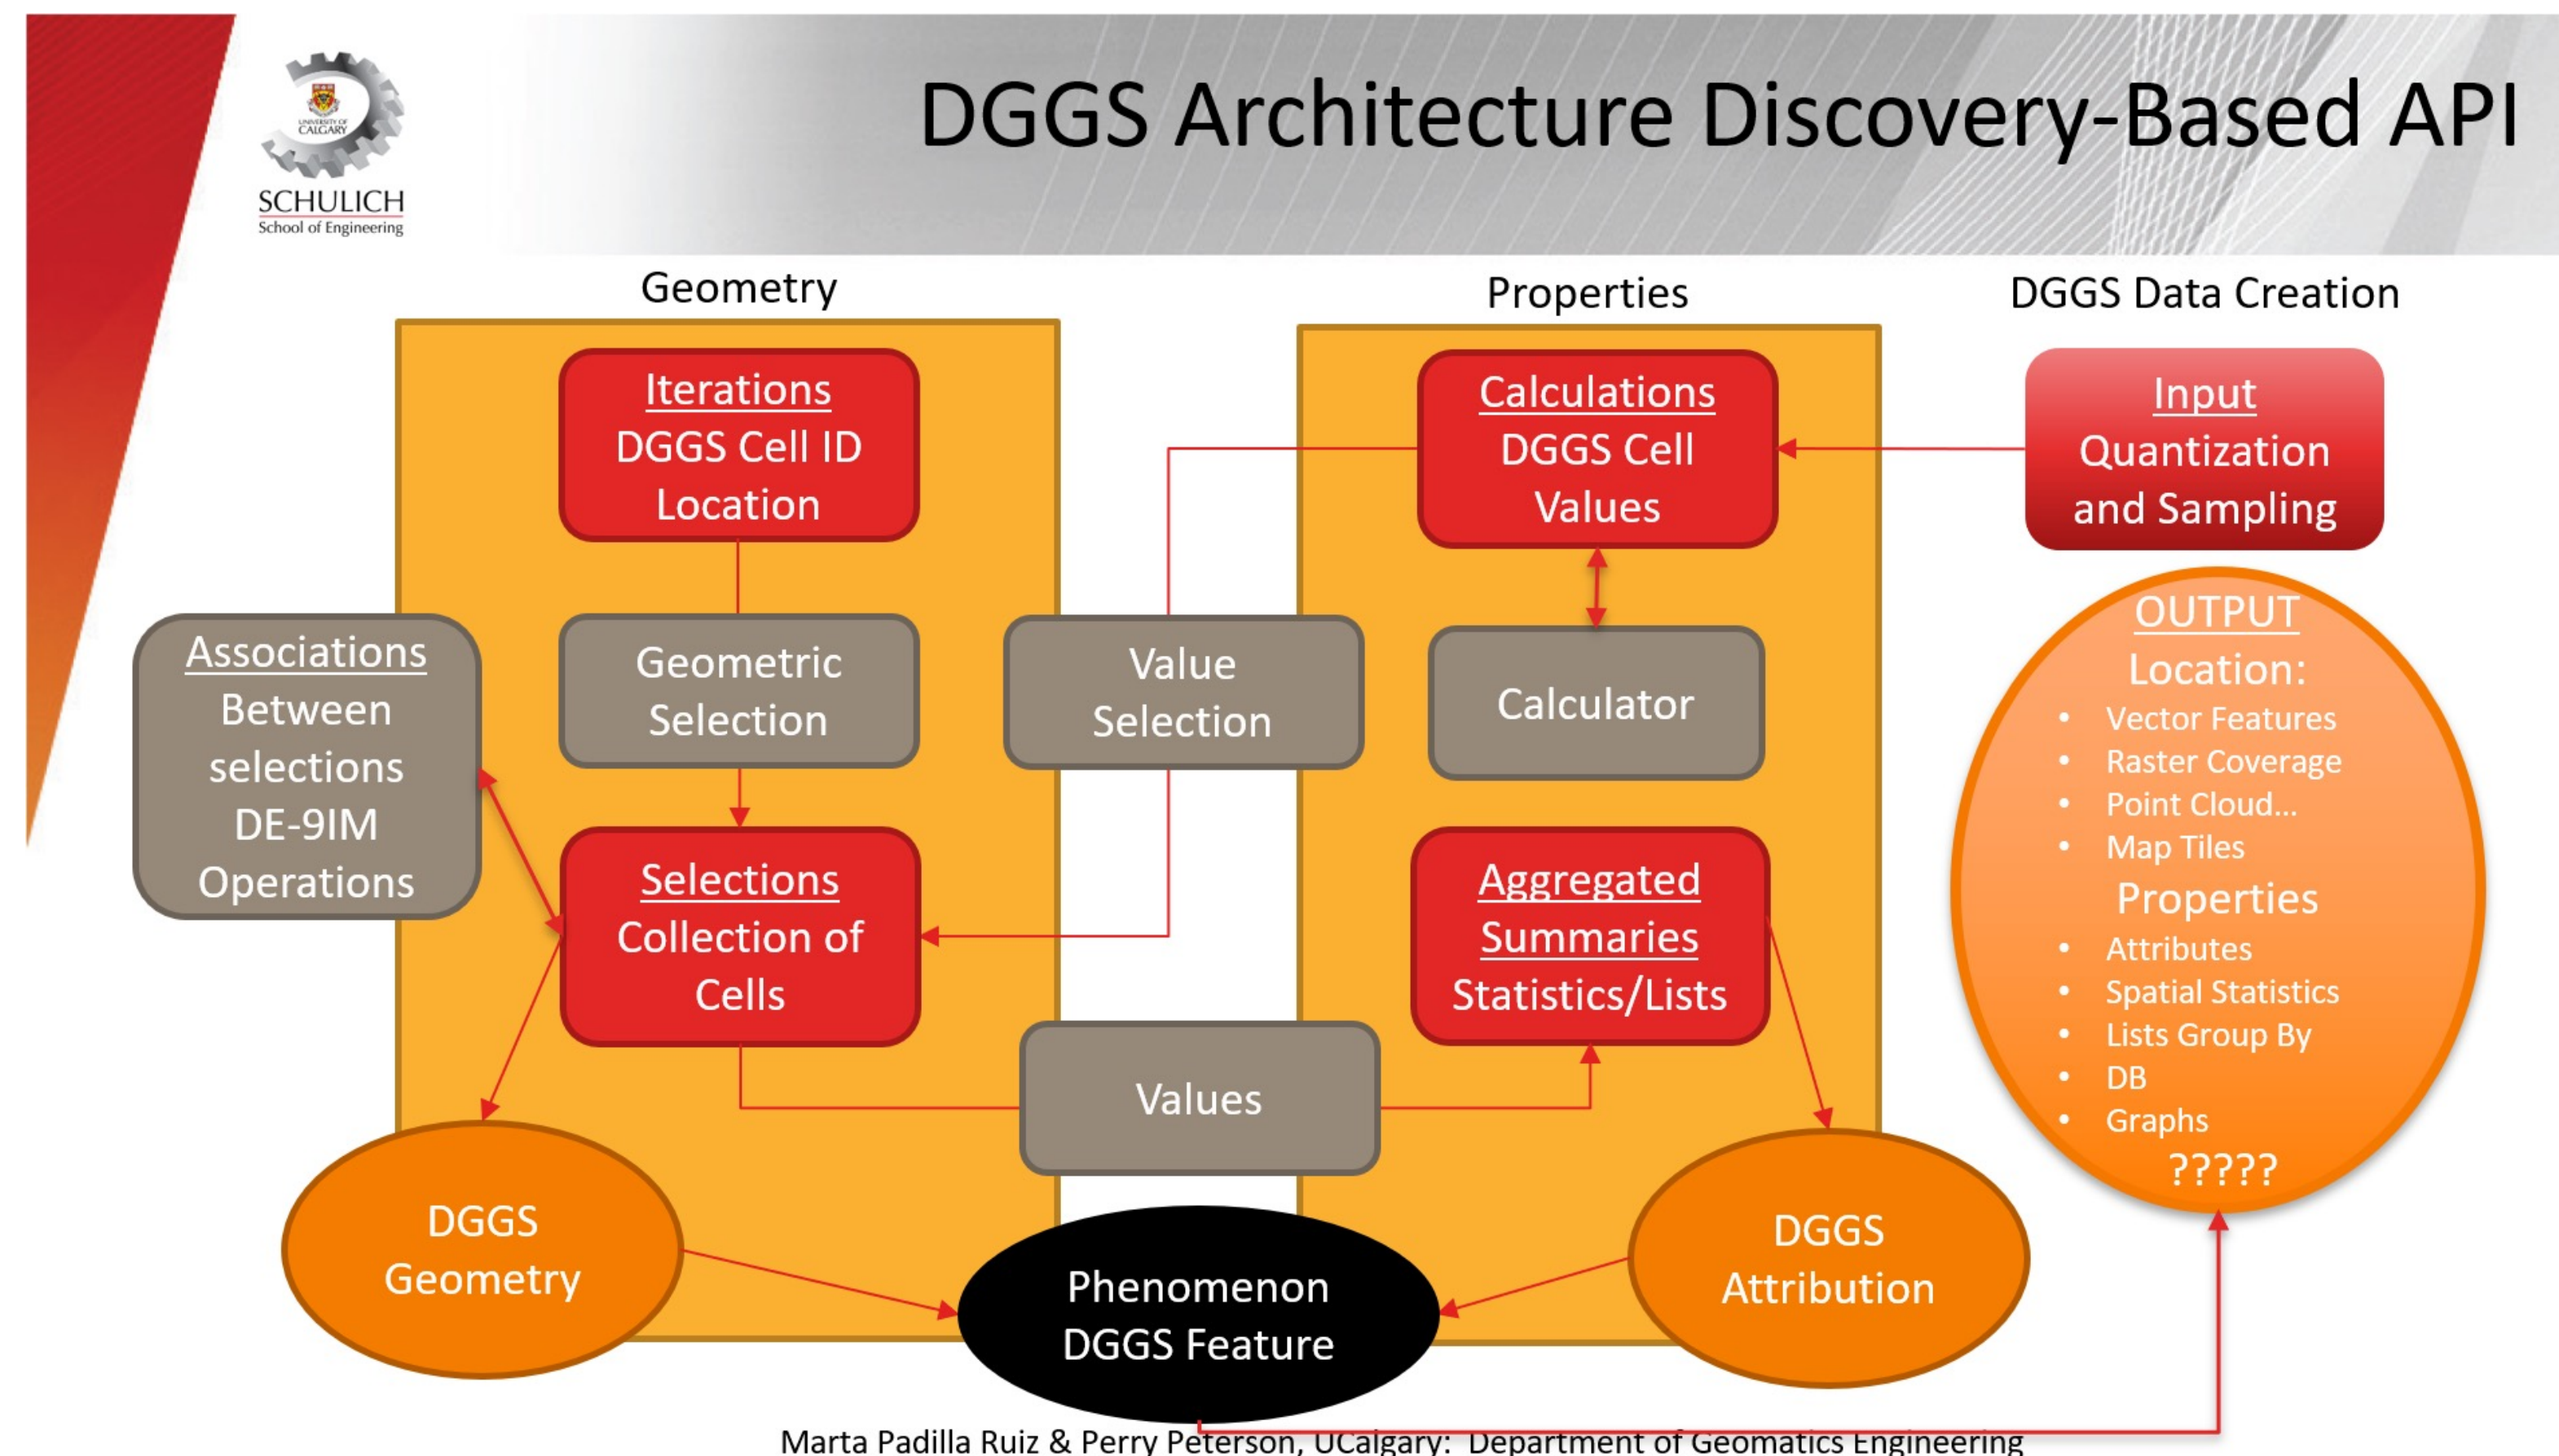 DGGS Architecture Discovery-Based API
UNIVERSITY OF
CALGARY
SCHULICH
School of Engineering
Geometry
Properties
DGGS Data Creation
Iterations
DGGS Cell ID
Location
Calculations
DGGS Cell
Values
Input
Quantization
and Sampling
Associations
Between
selections
DE-9IM
Operations
Geometric
Selection
Value
Selection
Calculator
OUTPUT
Location:
• Vector Features
• Raster Coverage
• Point Cloud...
• Map Tiles
Properties
• Attributes
• Spatial Statistics
• Lists Group By
• DB
• Graphs
?????
Selections
Collection of
Cells
Aggregated
Summaries
Statistics/Lists
Values
DGGS
Geometry
Phenomenon
DGGS Feature
DGGS
Attribution
Marta Padilla Ruiz & Perry Peterson, UCalgary: Department of Geomatics Engineering